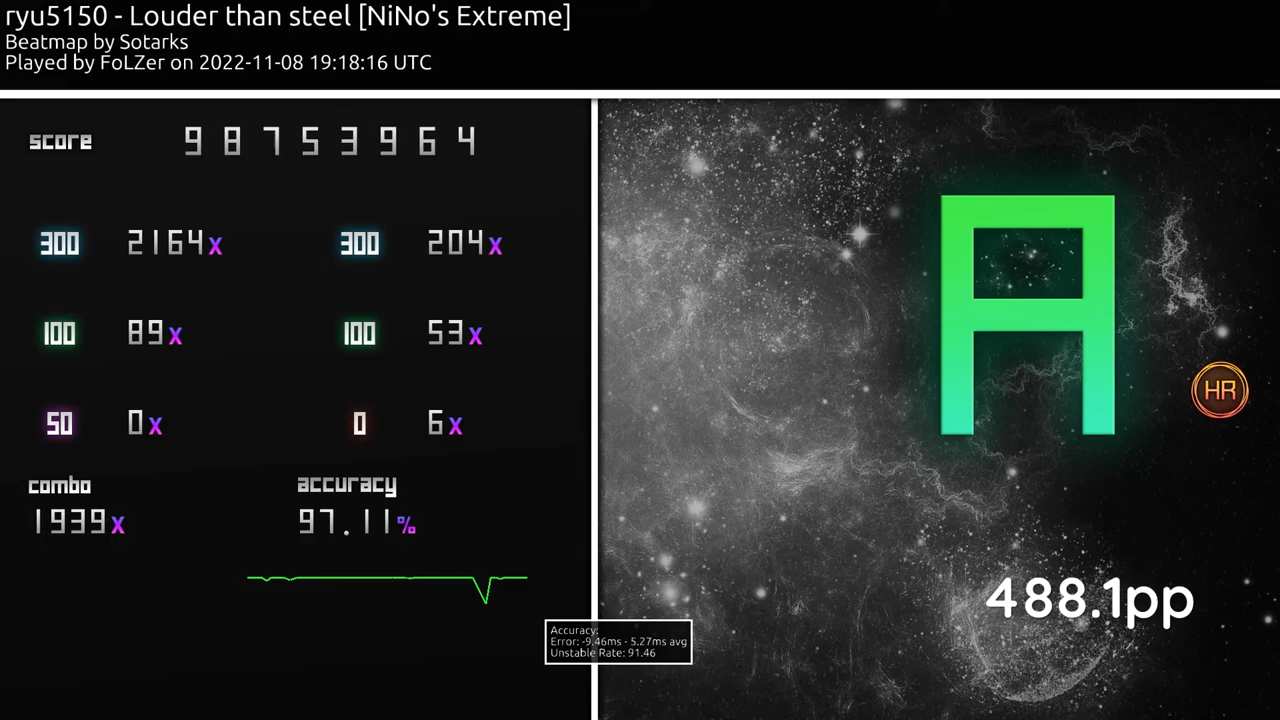 ryu5150 - Louder than steel [NiNo's Extreme]
Beatmap by Sotarks
Played by FoLZer on 2022-11-08 19:18:16 UTC
score 98753964
300 2164x 300 204x
100 89x 100 53x
50 0x 0 6x
combo accuracy
1939x 97.11%
A
HR
488.1pp
Accuracy:
Error: -9.46ms - 5.27ms avg
Unstable Rate: 91.46